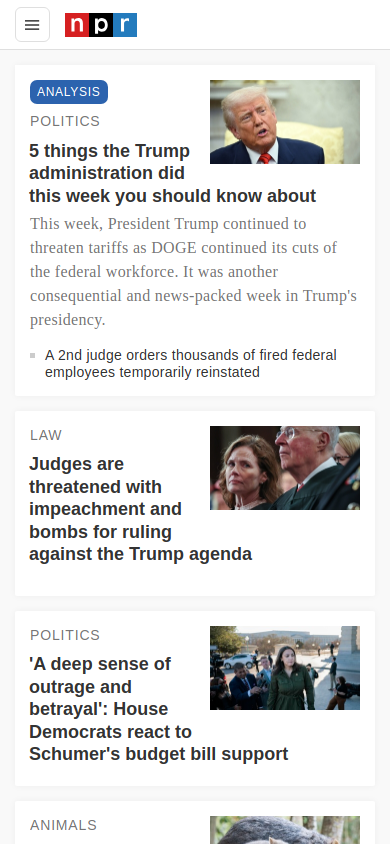 npr
ANALYSIS
POLITICS
5 things the Trump
administration did
this week you should know about
This week, President Trump continued to
threaten tariffs as DOGE continued its cuts of
the federal workforce. It was another
consequential and news-packed week in Trump's
presidency.
A 2nd judge orders thousands of fired federal
employees temporarily reinstated
LAW
Judges are
threatened with
impeachment and
bombs for ruling
against the Trump agenda
POLITICS
'A deep sense of
outrage and
betrayal': House
Democrats react to
Schumer's budget bill support
ANIMALS